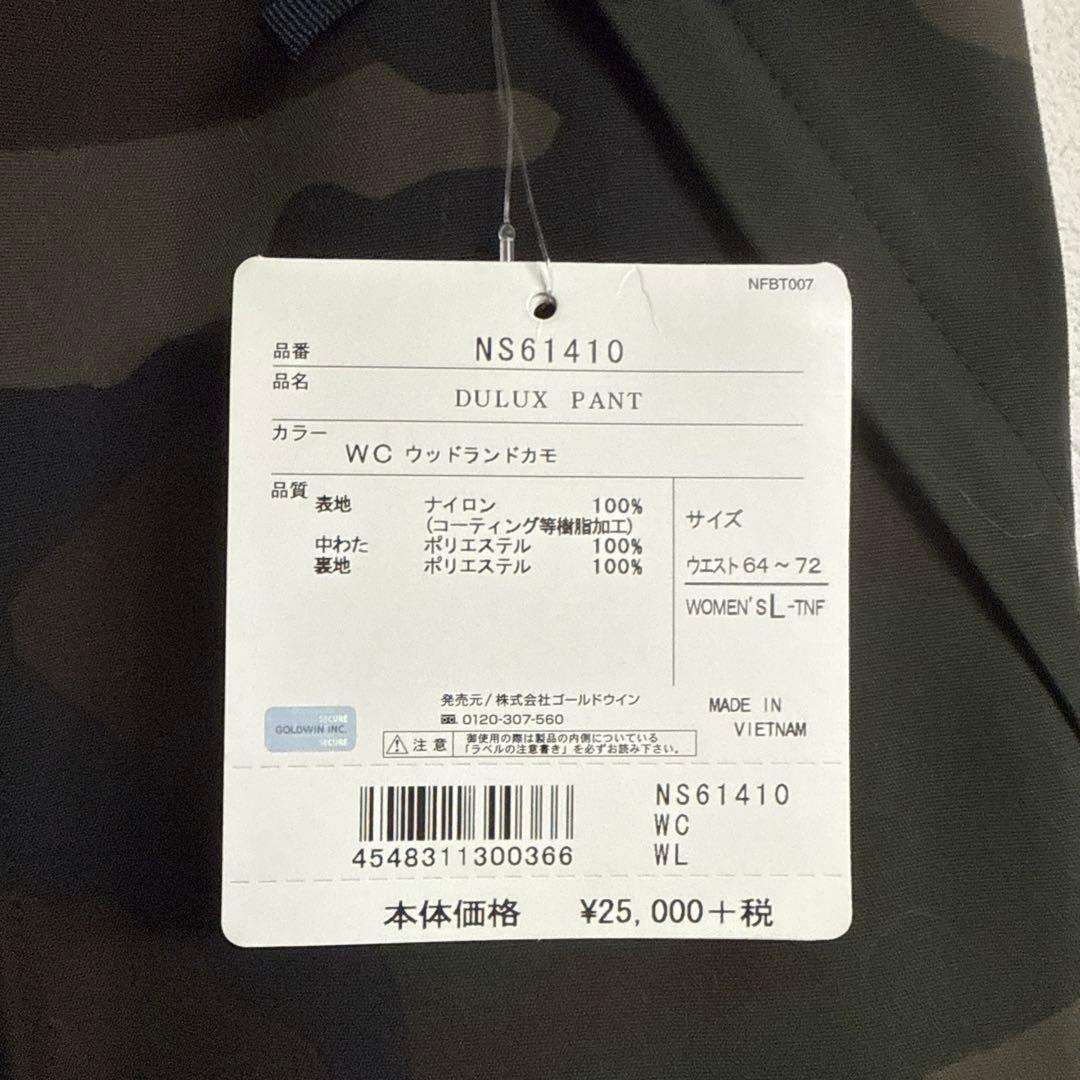 NFBT007
品番 NS61410
品名 DULUX PANT
カラー WC ウッドランドカモ
品質 表地 ナイロン 100%
(コーティング等樹脂加工)
中わた ポリエステル 100%
裏地 ポリエステル 100%
サイズ
ウエスト 64~72
WOMEN'S L-TNF
発売元/株式会社ゴールドウイン
0120-307-560
MADE IN
VIETNAM
SECURE
GOLDWIN INC.
SECURE
注意 御使用の際は製品の内側についている
「ラベルの注意書き」を必ずお読み下さい。
4548311300366
NS61410
WC
WL
本体価格 ¥25,000+税